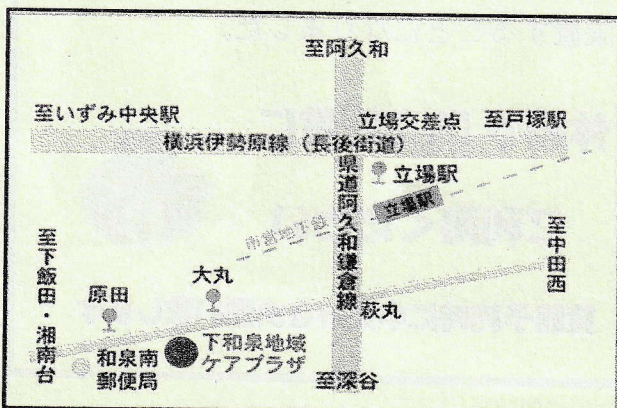 至阿久和
至いずみ中央駅
立場交差点
至戸塚駅
横浜伊勢原線（長後街道）
立場駅
県道阿久和鎌倉線
立場駅
市営地下鉄
至中田西
至下飯田・湘南台
大丸
原田
萩丸
下和泉地域
ケアプラザ
和泉南
郵便局
至深谷